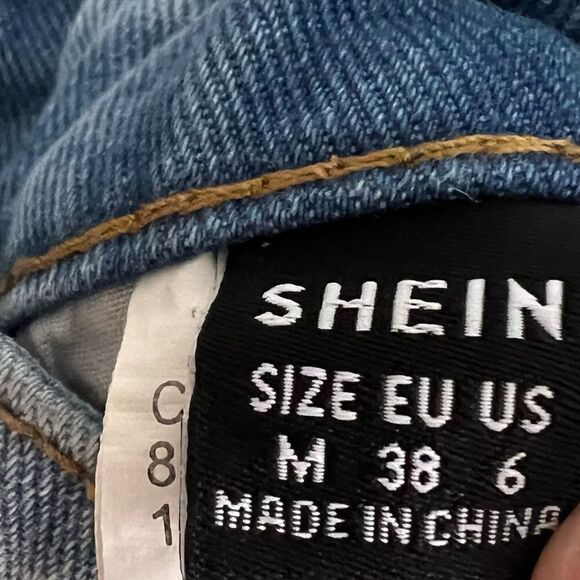 SHEIN
SIZE EU US
M 38 6
MADE IN CHINA
C
8
1